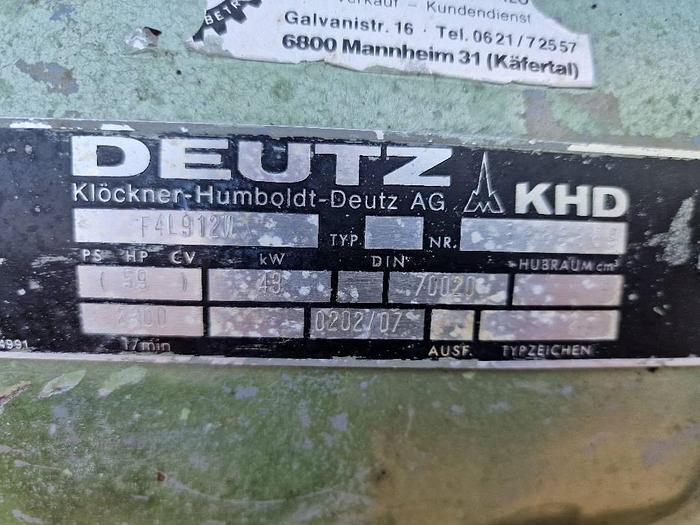 Verkauf - Kundendienst
Galvanistr. 16 · Tel. 0621/72557
6800 Mannheim 31 (Käfertal)
DEUTZ KHD
Klöckner-Humboldt-Deutz AG
F4L912W TYP NR.
PS HP CV kW DIN HUBRAUM cm³
(59) 43 70020
2300 0202/07
4991 1/min AUSF. TYPZEICHEN